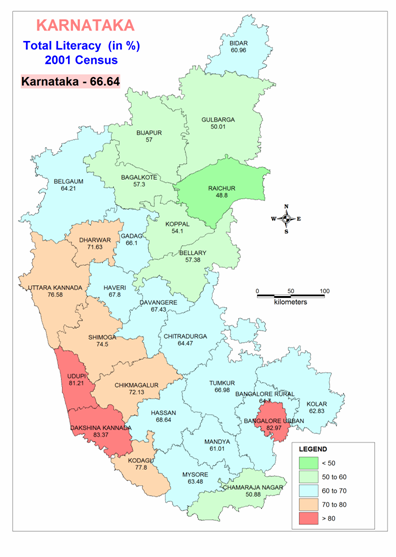 KARNATAKA
Total Literacy (in %)
2001 Census
Karnataka - 66.64
BIDAR
60.96
GULBARGA
50.01
BIJAPUR
57
BAGALKOTE
57.3
BELGAUM
64.21
RAICHUR
48.8
N
W E
S
KOPPAL
54.1
GADAG
66.1
DHARWAR
71.63
BELLARY
57.38
UTTARA KANNADA
76.58
HAVERI
67.8
DAVANGERE
67.43
0 50 100
kilometers
CHITRADURGA
64.47
SHIMOGA
74.5
UDUPI
81.21
CHIKMAGALUR
72.13
TUMKUR
66.98
BANGALORE RURAL
KOLAR
62.83
HASSAN
68.64
BANGALORE URBAN
82.97
DAKSHINA KANNADA
83.37
MANDYA
61.01
KODAGU
77.8
MYSORE
63.48
CHAMARAJA NAGAR
50.88
LEGEND
< 50
50 to 60
60 to 70
70 to 80
> 80